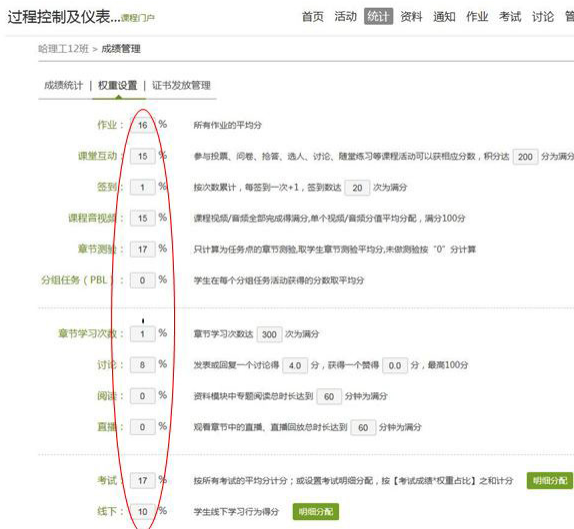 过程控制及仪表...课程门户 首页 活动 统计 资料 通知 作业 考试 讨论 管
哈理工12班 > 成绩管理
成绩统计 | 权重设置 | 证书发放管理
作业： 16 % 所有作业的平均分
课堂互动： 15 % 参与投票、问卷、抢答、选人、讨论、随堂练习等课程活动可以获相应分数，积分达 200 分为满分
签到： 1 % 按次数累计，每签到一次+1，签到数达 20 次为满分
课程音视频： 15 % 课程视频/音频全部完成得满分,单个视频/音频分值平均分配，满分100分
章节测验： 17 % 只计算为任务点的章节测验,取学生章节测验平均分,未做测验按“0”分计算
分组任务（PBL）： 0 % 学生在每个分组任务活动获得的分数取平均分
章节学习次数： 1 % 章节学习次数达 300 次为满分
讨论： 8 % 发表或回复一个讨论得 4.0 分，获得一个赞得 0.0 分，最高100分
阅读： 0 % 资料模块中专题阅读总时长达到 60 分钟为满分
直播： 0 % 观看章节中的直播、直播回放总时长达到 60 分钟为满分
考试： 17 % 按所有考试的平均分计分；或设置考试明细分配，按【考试成绩*权重占比】之和计分 明细分配
线下： 10 % 学生线下学习行为得分 明细分配